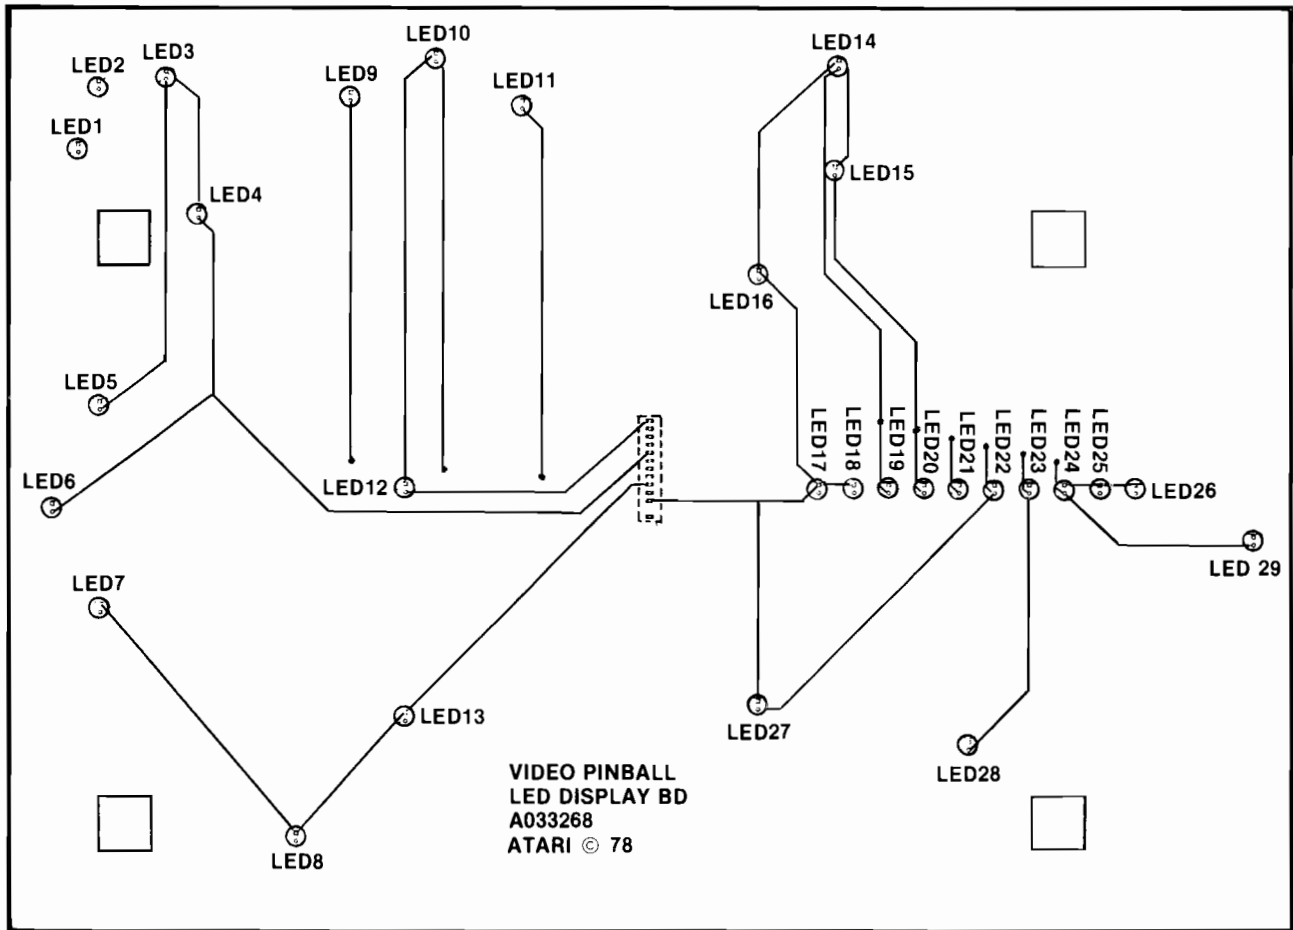 LED10
LED14
LED3
LED2
LED9
LED11
LED1
LED15
LED4
LED16
LED5
LED17
LED18
LED19
LED20
LED21
LED22
LED23
LED24
LED25
LED6
LED12
LED26
LED 29
LED7
LED13
LED27
LED28
VIDEO PINBALL
LED DISPLAY BD
A033268
ATARI © 78
LED8